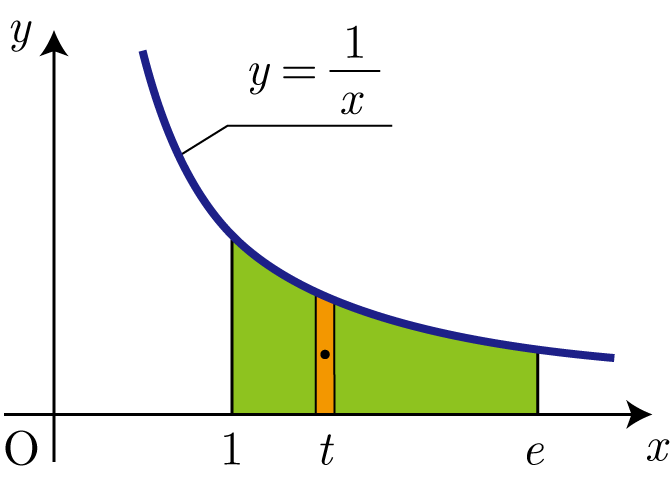 y
y = 1/x
O 1 t e x